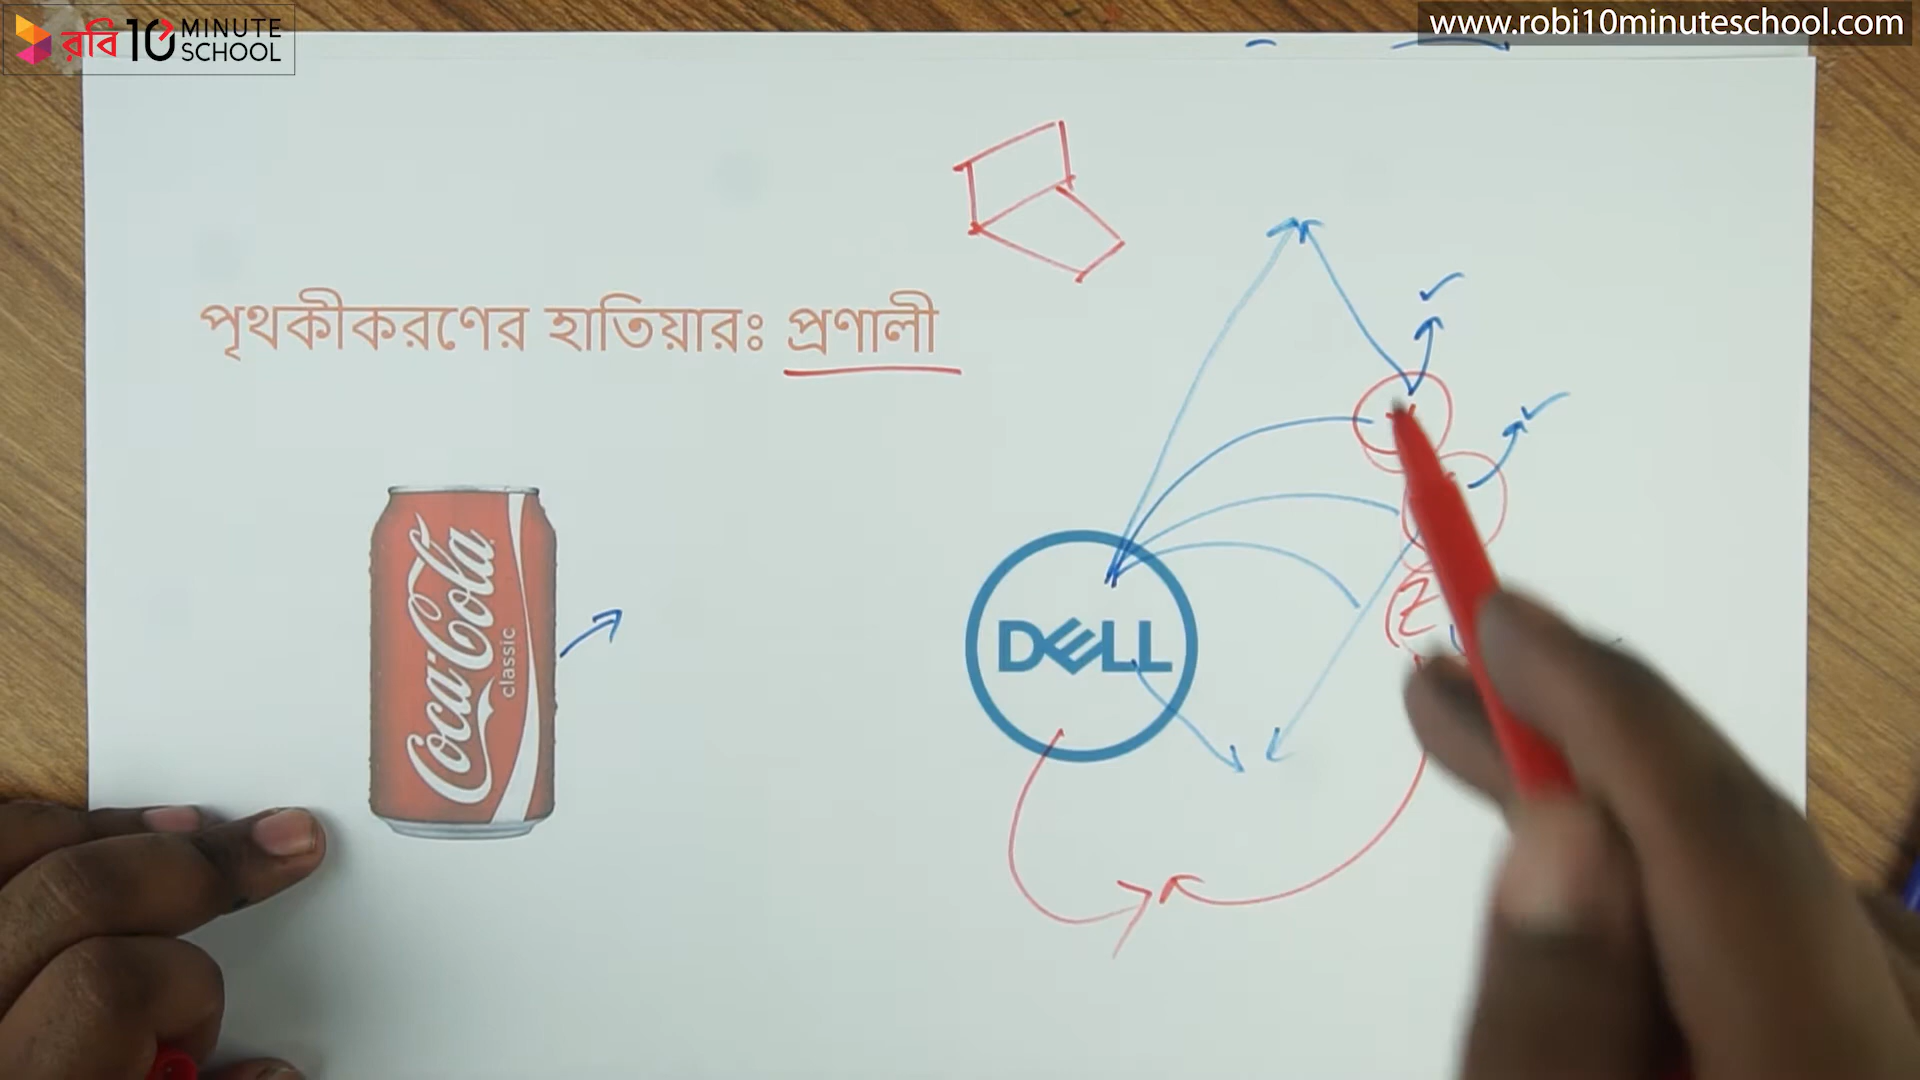 রবি 10 MINUTE SCHOOL
www.robi10minuteschool.com
পৃথকীকরণের হাতিয়ারঃ প্রণালী
Coca-Cola
classic
DELL
Z